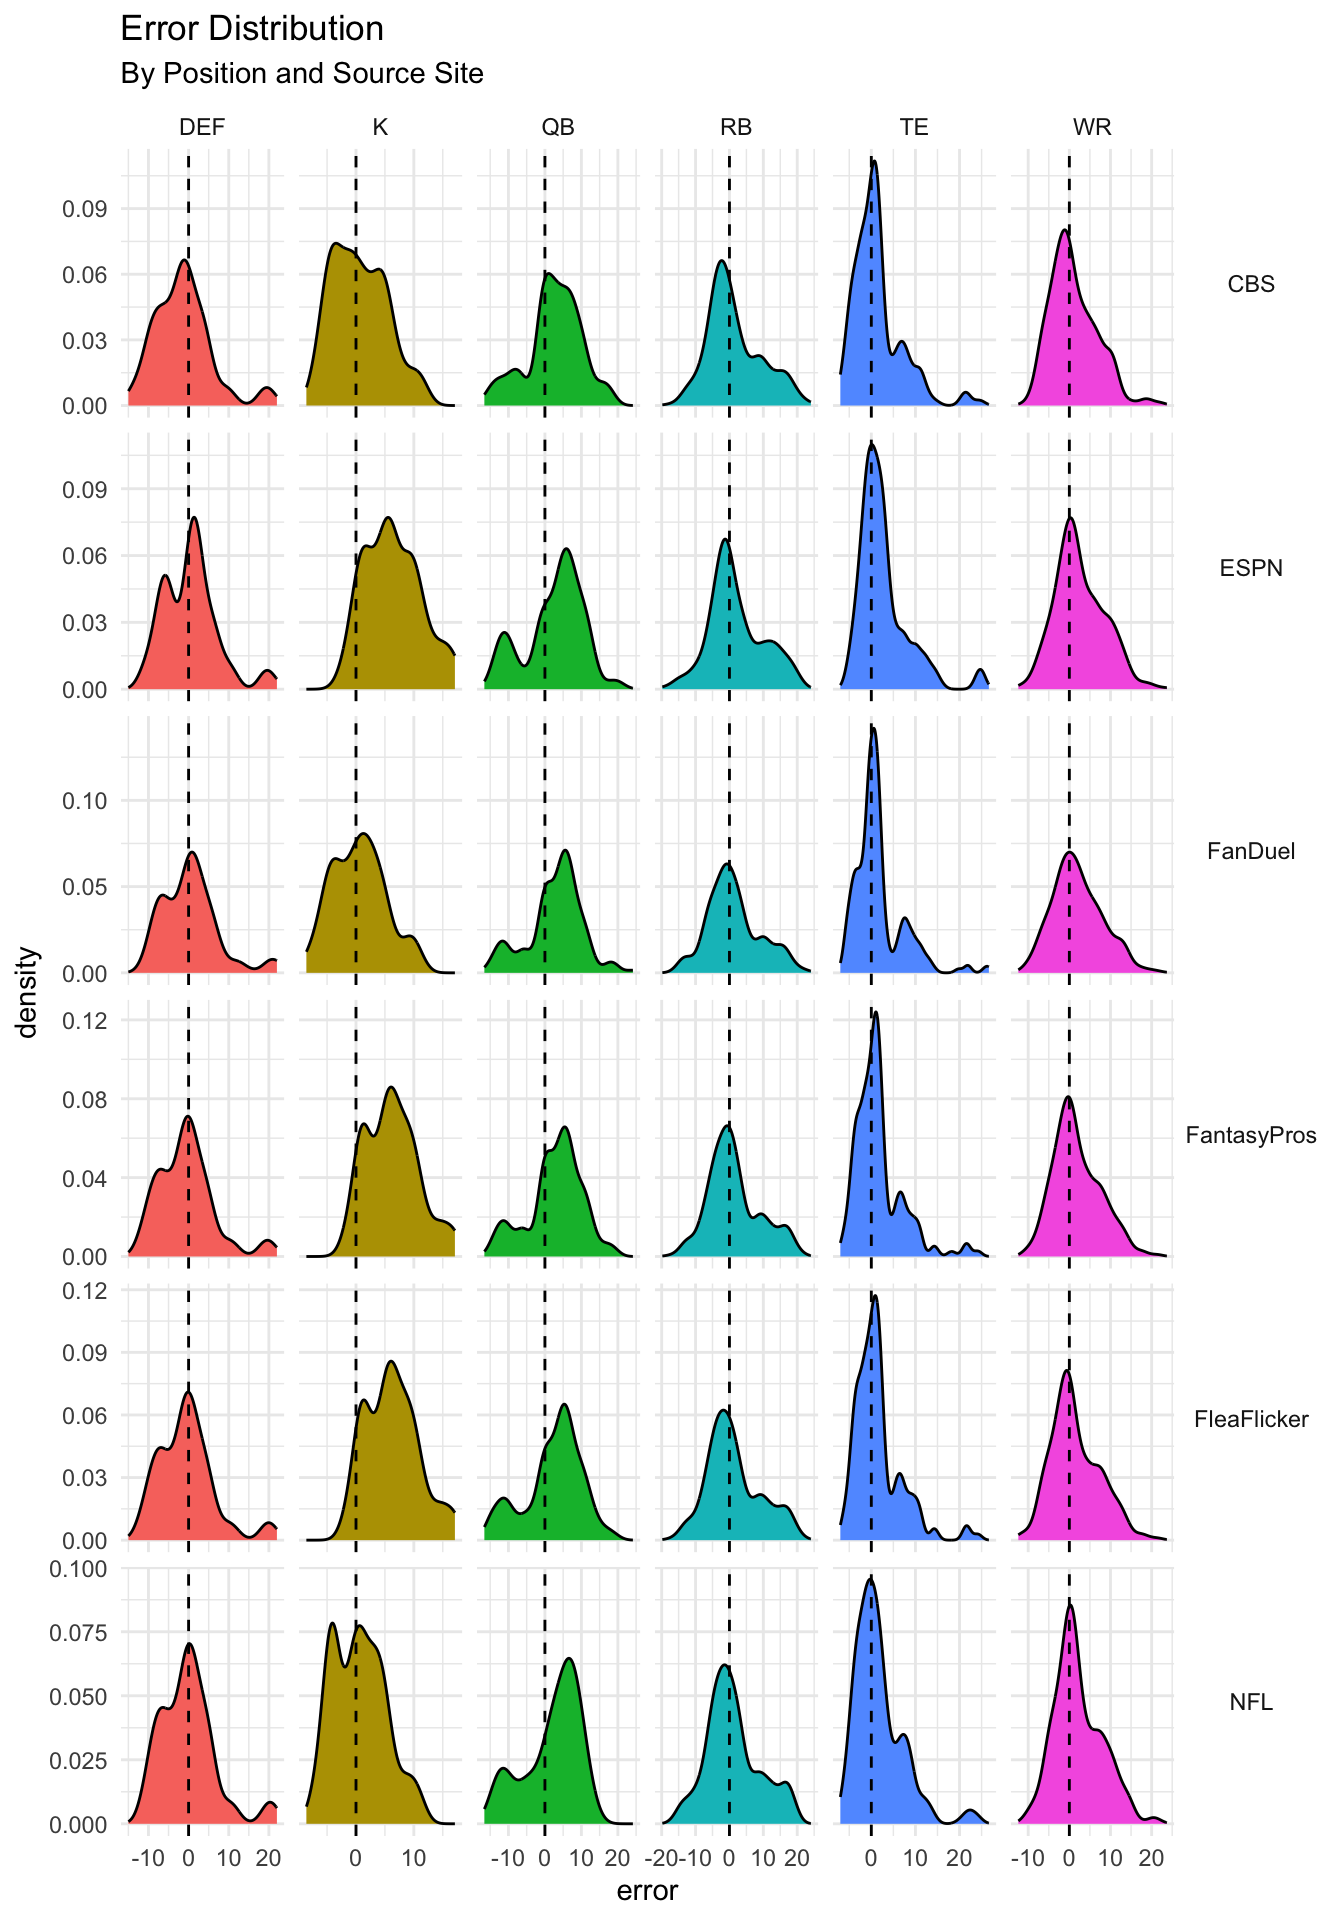 Error Distribution
By Position and Source Site
DEF K QB RB TE WR
0.09
0.06
0.03
0.00
CBS
0.09
0.06
0.03
0.00
ESPN
0.10
0.05
0.00
FanDuel
0.12
0.08
0.04
0.00
FantasyPros
0.12
0.09
0.06
0.03
0.00
FleaFlicker
0.100
0.075
0.050
0.025
0.000
NFL
density
-10 0 10 20 0 10 -10 0 10 20 -20 -10 0 10 20 0 10 20 -10 0 10 20
error